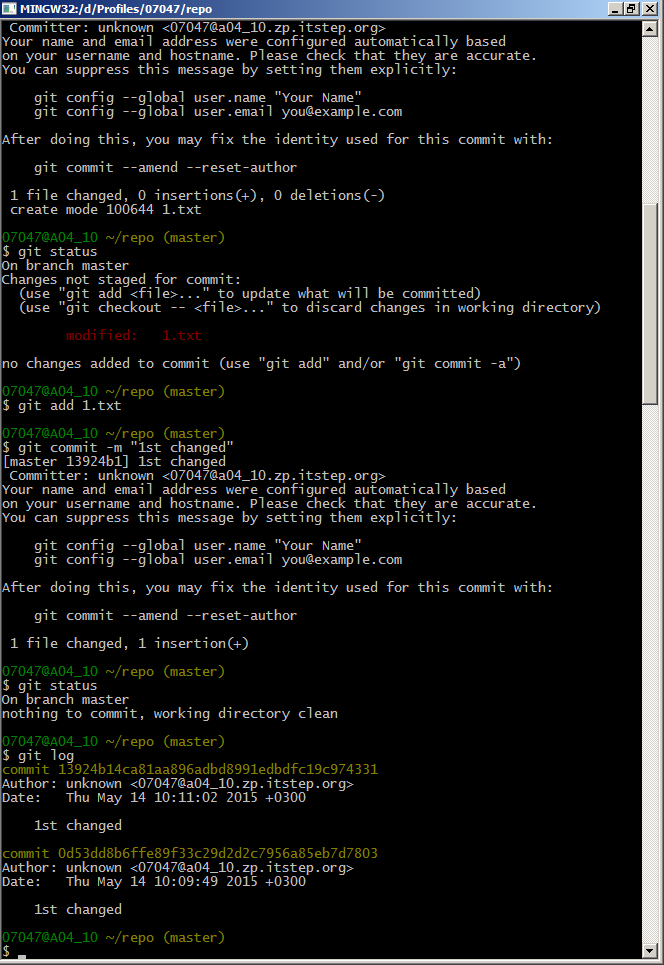 MINGW32:/d/Profiles/07047/repo
Committer: unknown <07047@a04_10.zp.itstep.org>
Your name and email address were configured automatically based
on your username and hostname. Please check that they are accurate.
You can suppress this message by setting them explicitly:
git config --global user.name "Your Name"
git config --global user.email you@example.com
After doing this, you may fix the identity used for this commit with:
git commit --amend --reset-author
1 file changed, 0 insertions(+), 0 deletions(-)
create mode 100644 1.txt
07047@A04_10 ~/repo (master)
$ git status
On branch master
Changes not staged for commit:
(use "git add <file>..." to update what will be committed)
(use "git checkout -- <file>..." to discard changes in working directory)
modified:   1.txt
no changes added to commit (use "git add" and/or "git commit -a")
07047@A04_10 ~/repo (master)
$ git add 1.txt
07047@A04_10 ~/repo (master)
$ git commit -m "1st changed"
[master 13924b1] 1st changed
Committer: unknown <07047@a04_10.zp.itstep.org>
Your name and email address were configured automatically based
on your username and hostname. Please check that they are accurate.
You can suppress this message by setting them explicitly:
git config --global user.name "Your Name"
git config --global user.email you@example.com
After doing this, you may fix the identity used for this commit with:
git commit --amend --reset-author
1 file changed, 1 insertion(+)
07047@A04_10 ~/repo (master)
$ git status
On branch master
nothing to commit, working directory clean
07047@A04_10 ~/repo (master)
$ git log
commit 13924b14ca81aa896adbd8991edbdfc19c974331
Author: unknown <07047@a04_10.zp.itstep.org>
Date:   Thu May 14 10:11:02 2015 +0300
1st changed
commit 0d53dd8b6ffe89f33c29d2d2c7956a85eb7d7803
Author: unknown <07047@a04_10.zp.itstep.org>
Date:   Thu May 14 10:09:49 2015 +0300
1st changed
07047@A04_10 ~/repo (master)
$